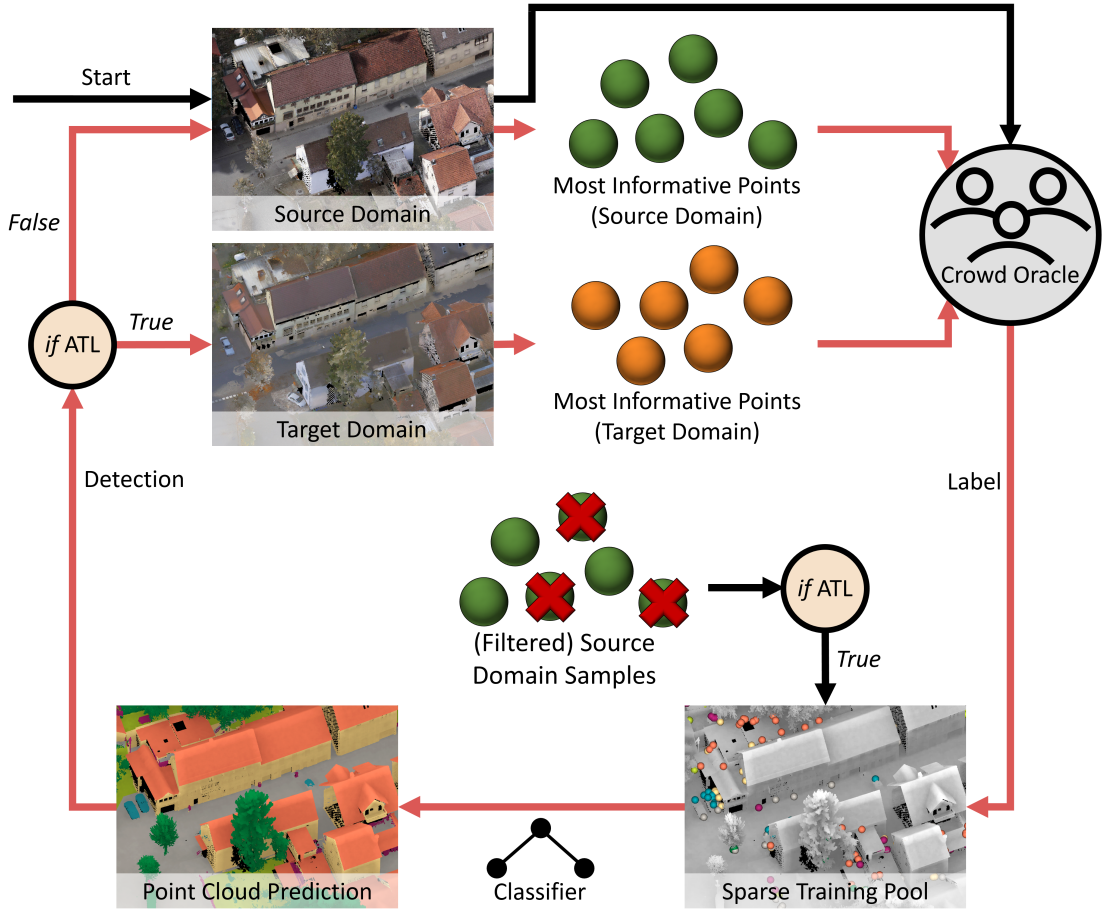 Start
Source Domain
Most Informative Points
(Source Domain)
Crowd Oracle
False
if ATL
True
Target Domain
Most Informative Points
(Target Domain)
Detection
Label
(Filtered) Source
Domain Samples
if ATL
True
Point Cloud Prediction
Classifier
Sparse Training Pool